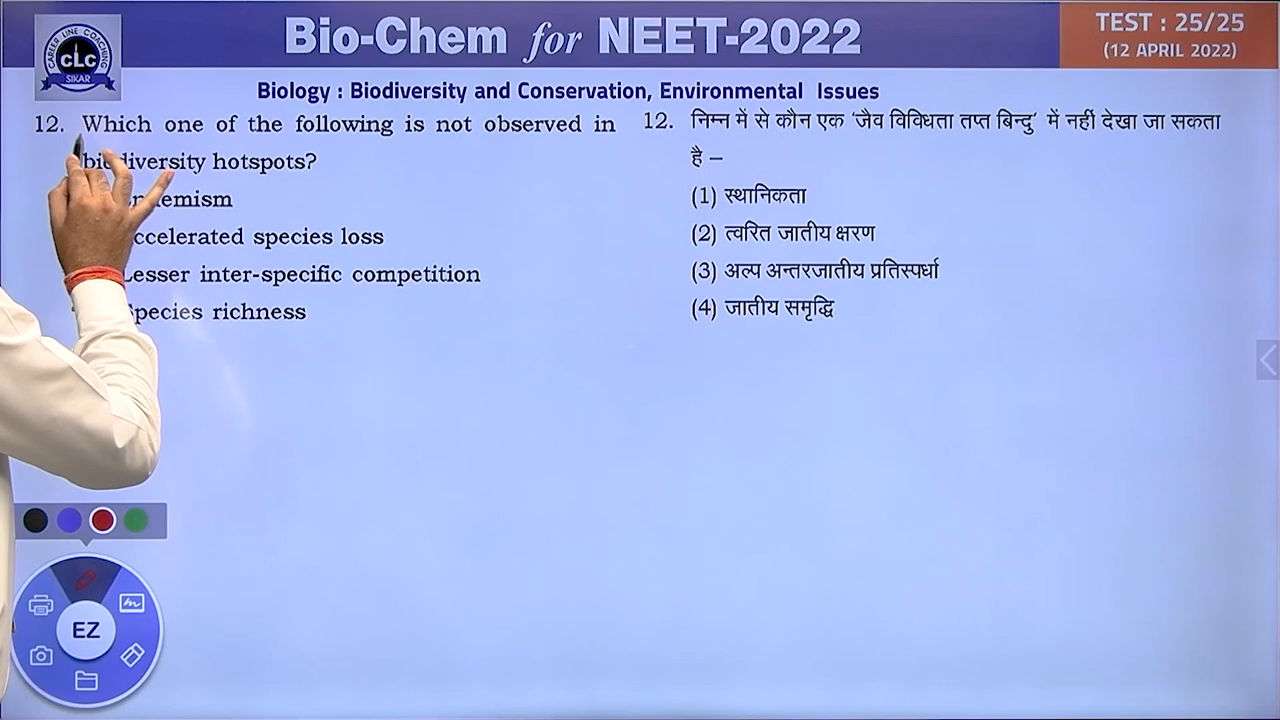 CAREER LINE COACHING
CLC
SIKAR
Bio-Chem for NEET-2022
TEST : 25/25
(12 APRIL 2022)
Biology : Biodiversity and Conservation, Environmental Issues
12. Which one of the following is not observed in
biodiversity hotspots?
ccelerated species loss
Lesser inter-specific competition
Species richness
12. निम्न में से कौन एक 'जैव विविधता तप्त बिन्दु' में नहीं देखा जा सकता
है –
(1) स्थानिकता
(2) त्वरित जातीय क्षरण
(3) अल्प अन्तरजातीय प्रतिस्पर्धा
(4) जातीय समृद्धि
EZ